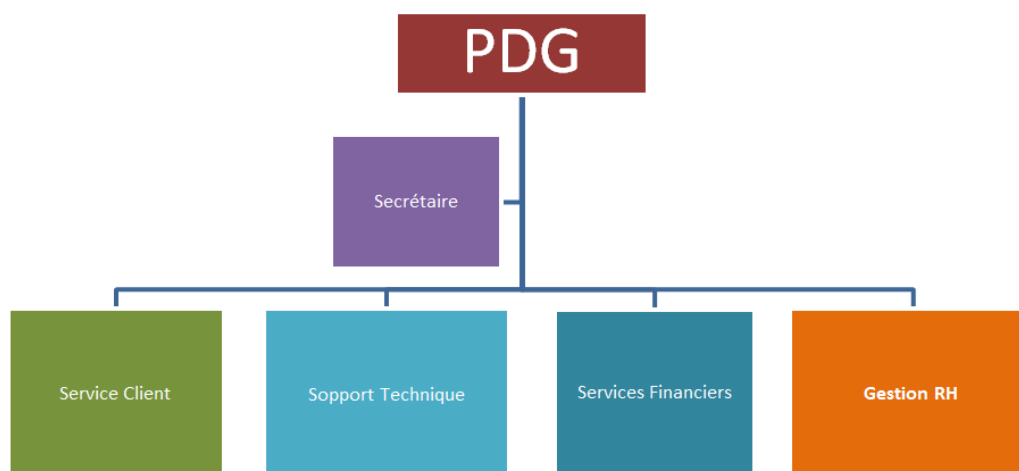 PDG
Secrétaire
Service Client
Sopport Technique
Services Financiers
Gestion RH